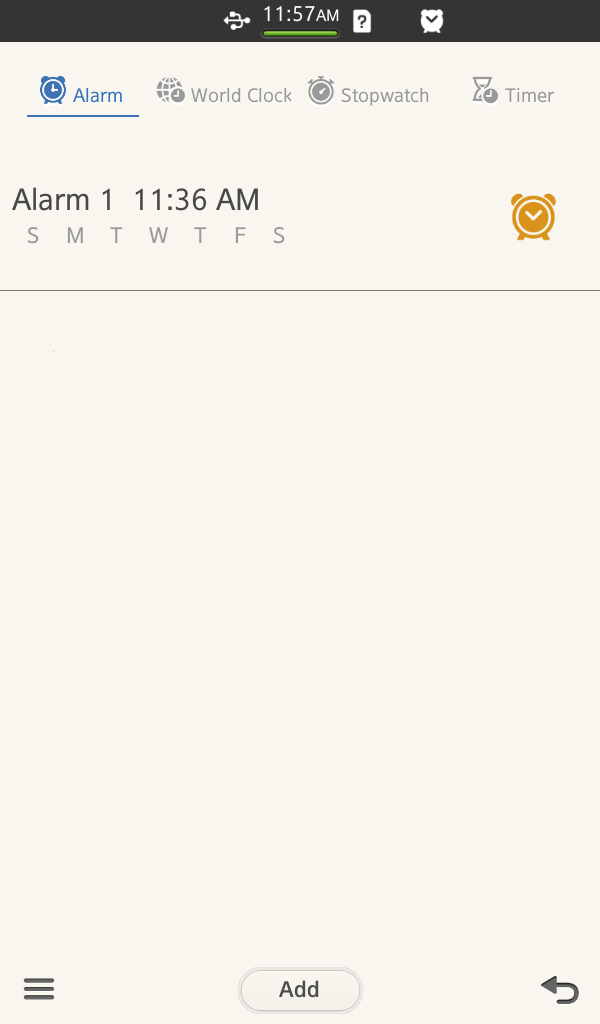 11:57AM
?
Alarm World Clock Stopwatch Timer
Alarm 1 11:36 AM
S M T W T F S
Add